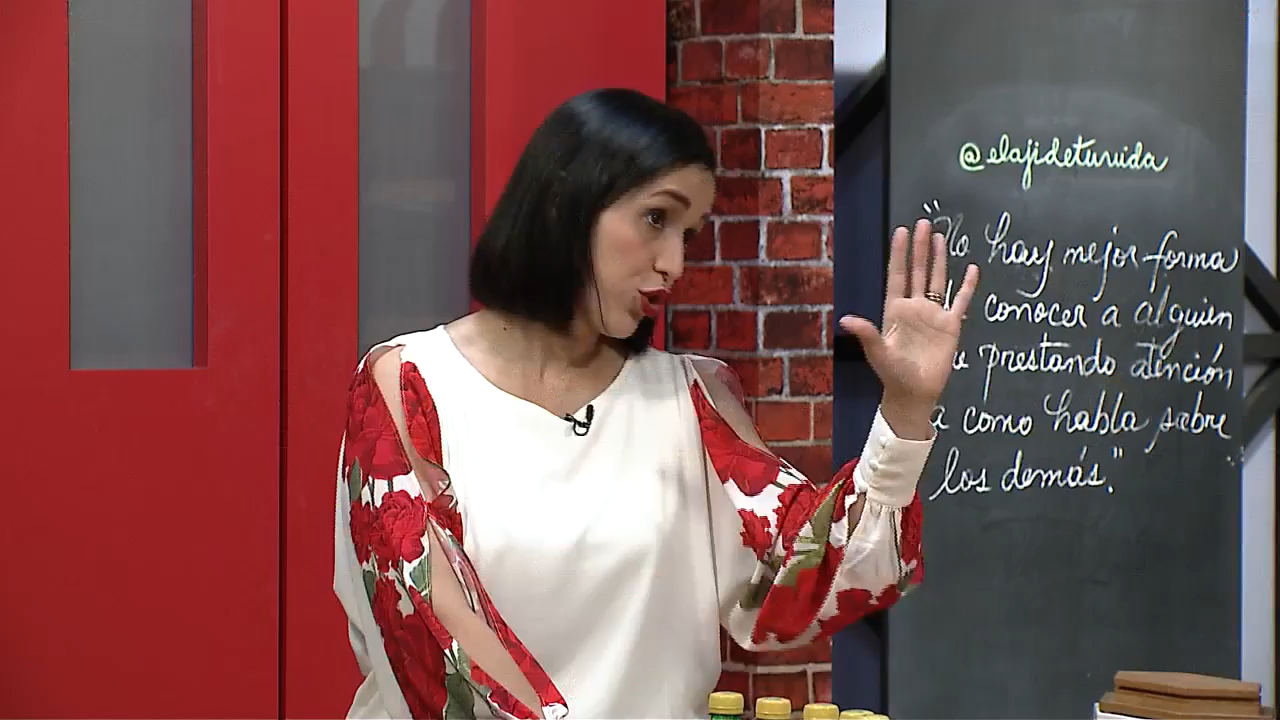 @elajidetuvida
"No hay mejor forma
conocer a alguien
prestando atención
a como habla sobre
los demás."